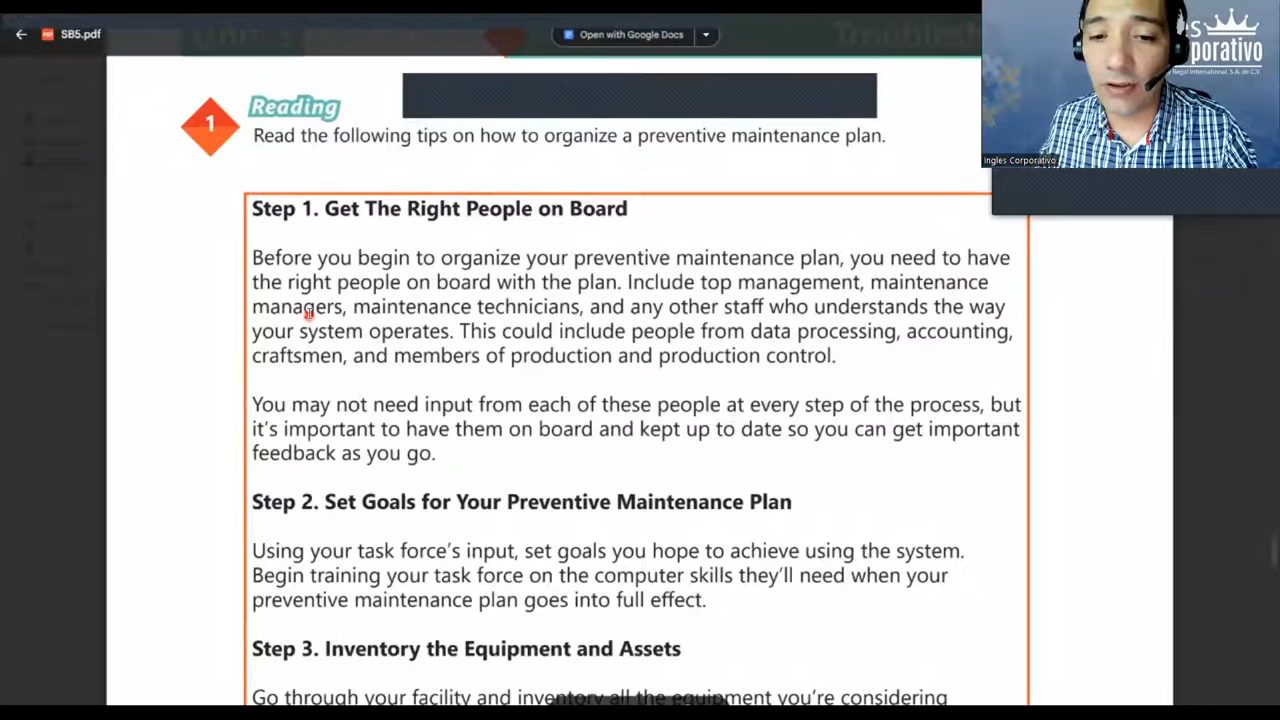 SB5.pdf
Open with Google Docs
Reading
1
Read the following tips on how to organize a preventive maintenance plan.
Step 1. Get The Right People on Board
Before you begin to organize your preventive maintenance plan, you need to have
the right people on board with the plan. Include top management, maintenance
managers, maintenance technicians, and any other staff who understands the way
your system operates. This could include people from data processing, accounting,
craftsmen, and members of production and production control.
You may not need input from each of these people at every step of the process, but
it's important to have them on board and kept up to date so you can get important
feedback as you go.
Step 2. Set Goals for Your Preventive Maintenance Plan
Using your task force's input, set goals you hope to achieve using the system.
Begin training your task force on the computer skills they'll need when your
preventive maintenance plan goes into full effect.
Step 3. Inventory the Equipment and Assets
Go through your facility and inventory all the equipment you're considering
s
porativo
Regal International, S.A. de C.V.
Ingles Corporativo